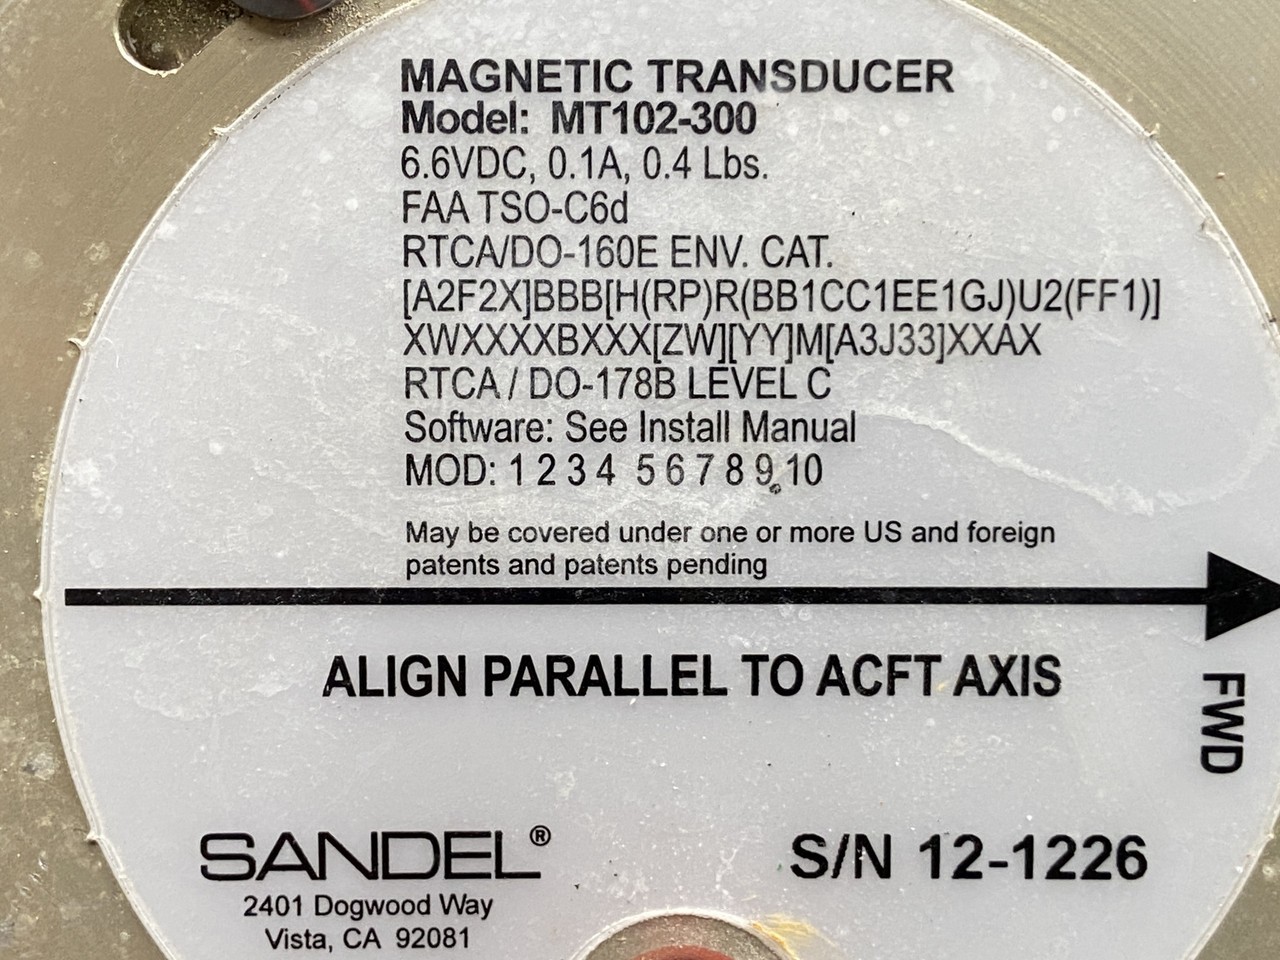 MAGNETIC TRANSDUCER
Model: MT102-300
6.6VDC, 0.1A, 0.4 Lbs.
FAA TSO-C6d
RTCA/DO-160E ENV. CAT.
[A2F2X]BBB[H(RP)R(BB1CC1EE1GJ)U2(FF1)]
XWXXXXBXXX[ZW][YY]M[A3J33]XXAX
RTCA / DO-178B LEVEL C
Software: See Install Manual
MOD: 1 2 3 4 5 6 7 8 9 10
May be covered under one or more US and foreign
patents and patents pending
ALIGN PARALLEL TO ACFT AXIS
FWD
SANDEL®
S/N 12-1226
2401 Dogwood Way
Vista, CA 92081